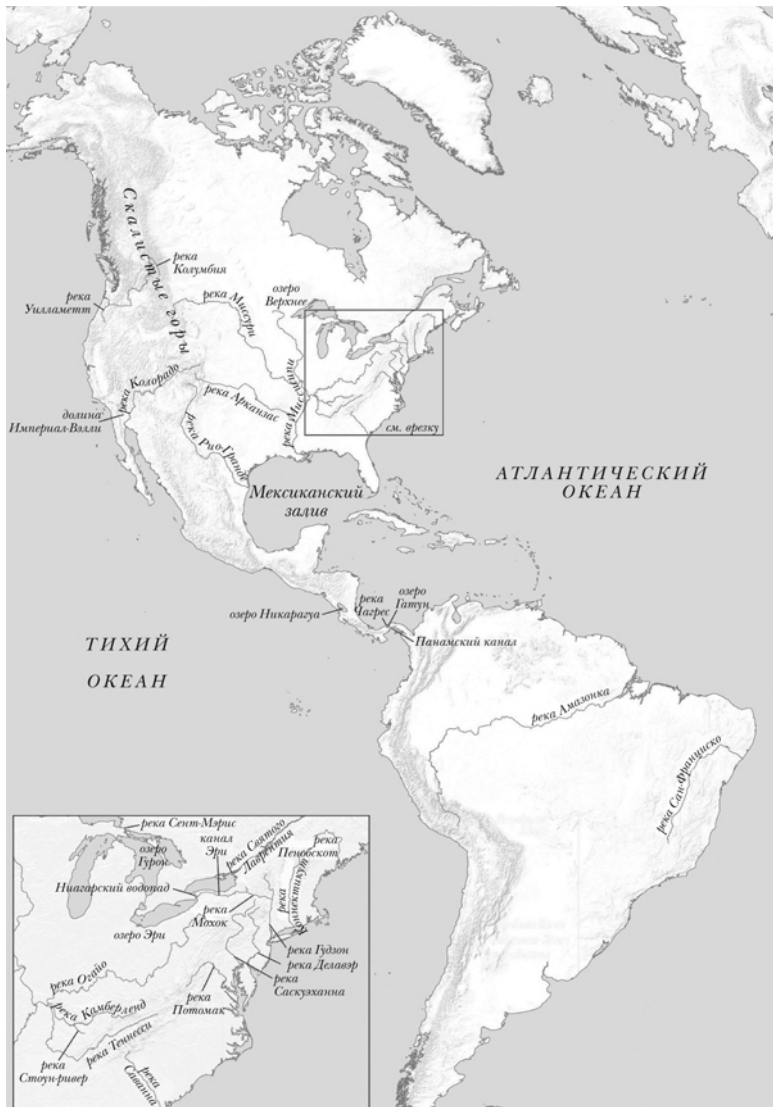 Скалистые горы
река
Колумбия
река
Уилламетт
река Миссури
озеро
Верхнее
река Колорадо
река Арканзас
река Миссисипи
долина
Империал-Вэлли
река Рио-Гранде
см. врезку
Мексиканский
залив
АТЛАНТИЧЕСКИЙ
ОКЕАН
озеро Никарагуа
река
Чагрес
озеро
Гатун
Панамский канал
ТИХИЙ
ОКЕАН
река Амазонка
река Сан-Франциско
река Сент-Мэрис
озеро
Гурон
канал
Эри
река Святого
Лаврентия
река
Пенобскот
Ниагарский водопад
река
Мохок
река
Коннектикут
озеро Эри
река Гудзон
река Делавэр
река
Саскуэханна
река Огайо
река
Потомак
река Камберленд
река Теннесси
река
Стоун-ривер
река
Саванна